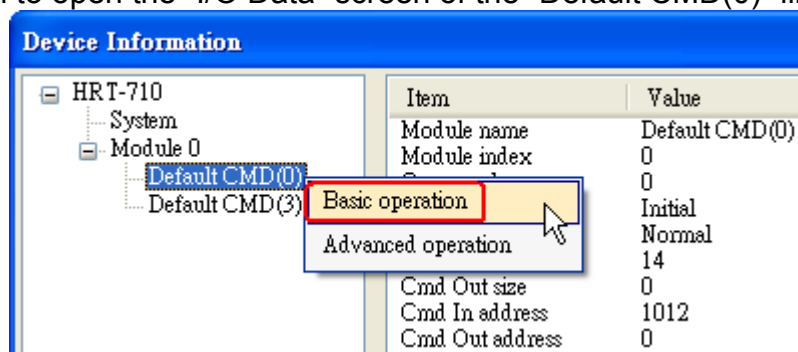 to open the "I/O Data" screen of the "Default CMD(0)"
Device Information
HRT-710
System
Module 0
Default CMD(0)
Default CMD(3)
Basic operation
Advanced operation
Item Value
Module name Default CMD(0)
Module index 0
0
Initial
Normal
14
Cmd Out size 0
Cmd In address 1012
Cmd Out address 0